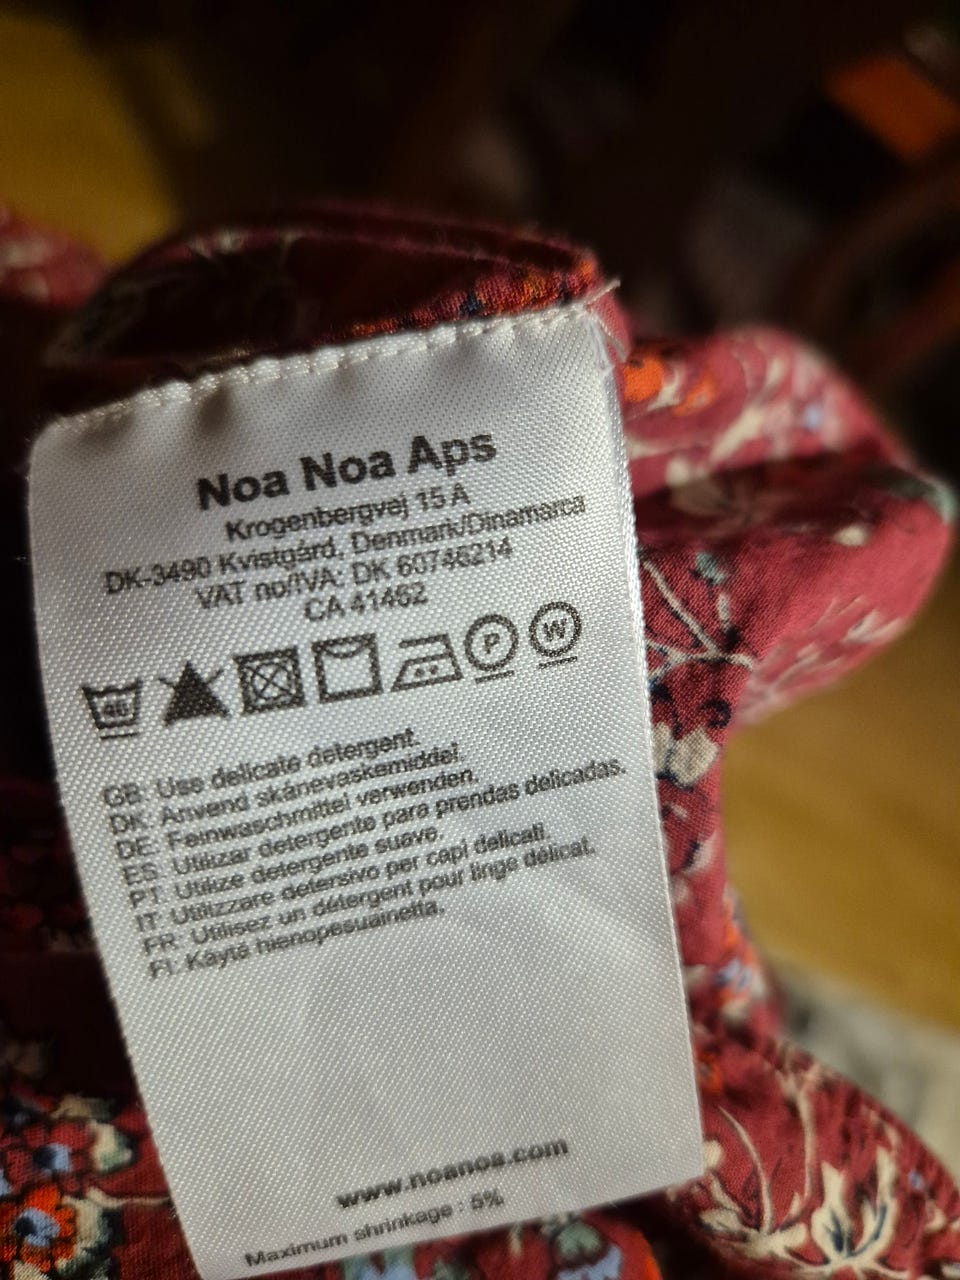 Noa Noa Aps
Krogenbergvej 15 A
DK-3490 Kvistgård, Denmark/Dinamarca
VAT no/IVA: DK 60746214
CA 41462
40 P W
GB: Use delicate detergent.
DK: Anvend skånevaskemiddel.
DE: Feinwaschmittel verwenden.
ES: Utilizar detergente para prendas delicadas.
PT: Utilize detergente suave.
IT: Utilizzare detersivo per capi delicati.
FR: Utilisez un détergent pour linge délicat.
FI: Käytä hienopesuainetta.
www.noanoa.com
Maximum shrinkage : 5%